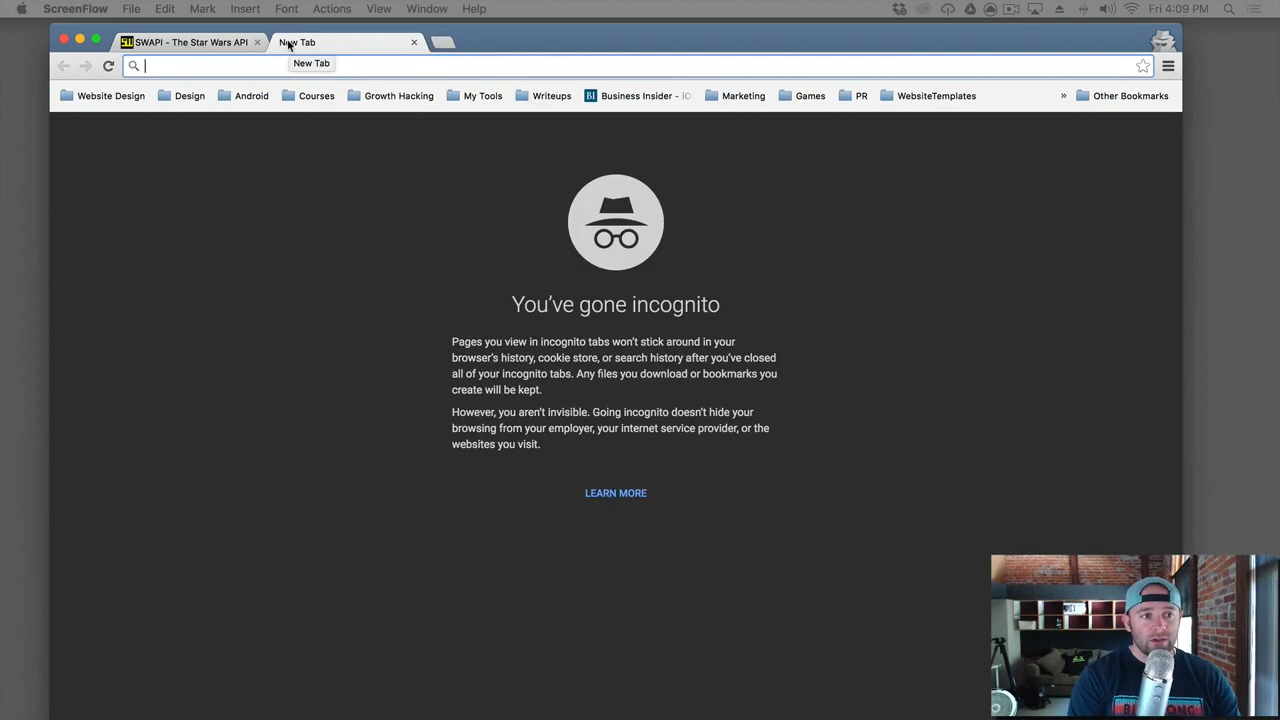 ScreenFlow File Edit Mark Insert Font Actions View Window Help Fri 4:09 PM
SWAPI - The Star Wars API New Tab
New Tab
Website Design Design Android Courses Growth Hacking My Tools Writeups BI Business Insider - iO Marketing Games PR WebsiteTemplates » Other Bookmarks
You've gone incognito
Pages you view in incognito tabs won't stick around in your
browser's history, cookie store, or search history after you've closed
all of your incognito tabs. Any files you download or bookmarks you
create will be kept.
However, you aren't invisible. Going incognito doesn't hide your
browsing from your employer, your internet service provider, or the
websites you visit.
LEARN MORE